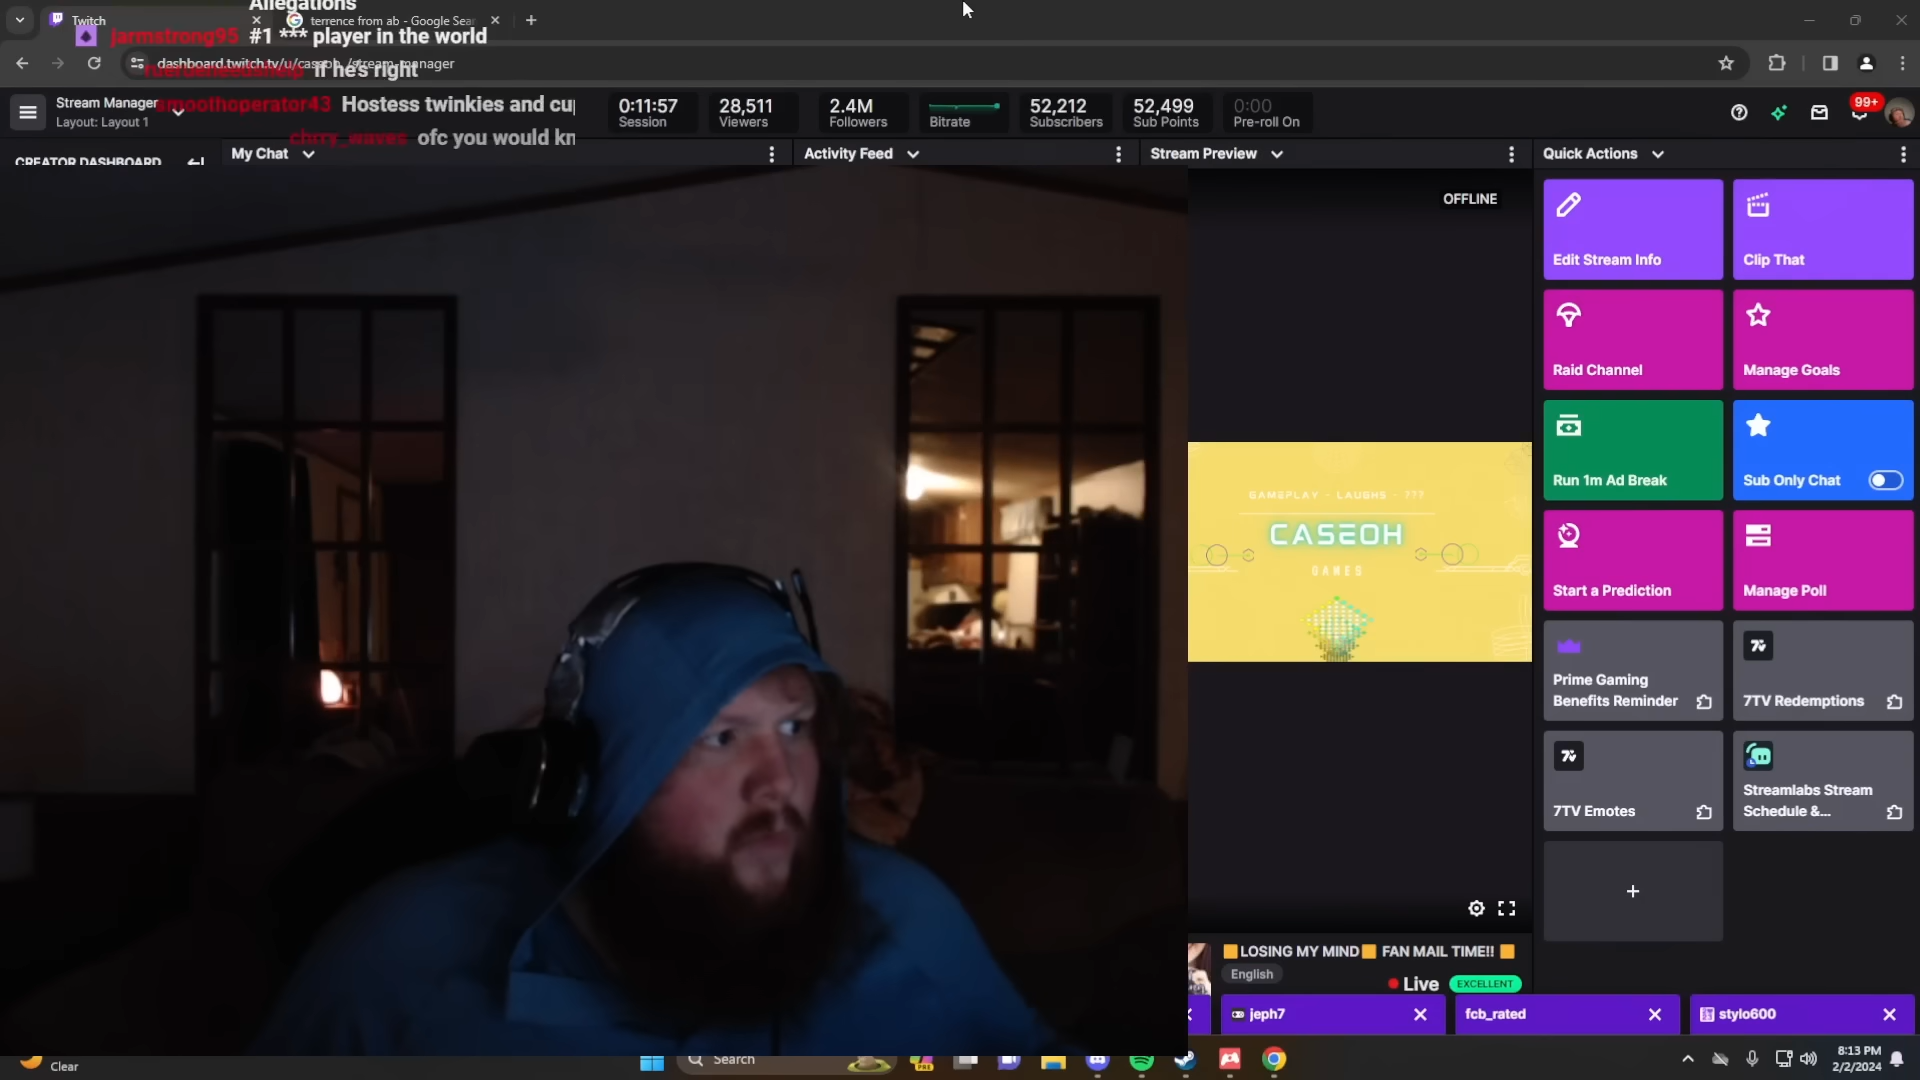 Allegations
Twitch
terrence from ab - Google Sea
jarmstrong95 #1 *** player in the world
dashboard.twitch.tv/u/caseoh_/stream-manager
if he's right
Stream Manager
Layout: Layout 1
smoothoperator43 Hostess twinkies and cup
chrry_waves ofc you would kn
0:11:57
Session
28,511
Viewers
2.4M
Followers
Bitrate
52,212
Subscribers
52,499
Sub Points
0:00
Pre-roll On
99+
CREATOR DASHBOARD
My Chat
Activity Feed
Stream Preview
Quick Actions
OFFLINE
Edit Stream Info
Clip That
Raid Channel
Manage Goals
Run 1m Ad Break
Sub Only Chat
GAMEPLAY - LAUGHS - ???
CASEOH
GAMES
Start a Prediction
Manage Poll
Prime Gaming
Benefits Reminder
7TV Redemptions
7TV Emotes
Streamlabs Stream
Schedule &...
LOSING MY MIND FAN MAIL TIME!!
English
Live
EXCELLENT
jeph7
fcb_rated
stylo600
Clear
Search
PRE
8:13 PM
2/2/2024